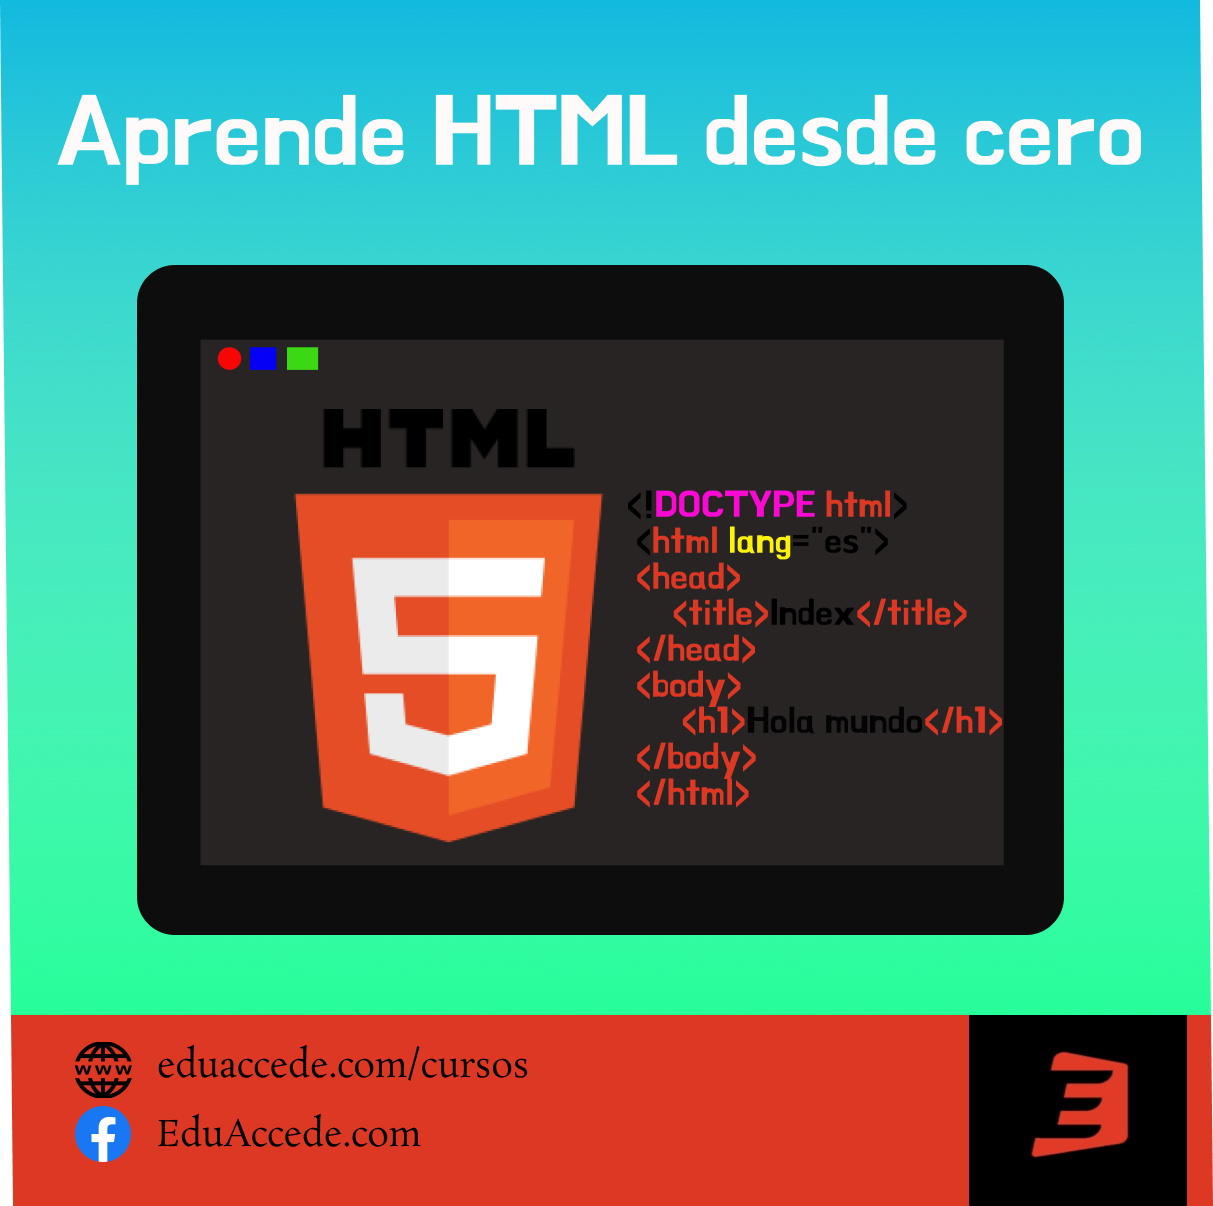 Aprende HTML desde cero
HTML
5
<!DOCTYPE html>
<html lang="es">
<head>
<title>Index</title>
</head>
<body>
<h1>Hola mundo</h1>
</body>
</html>
www
eduaccede.com/cursos
f
EduAccede.com
E